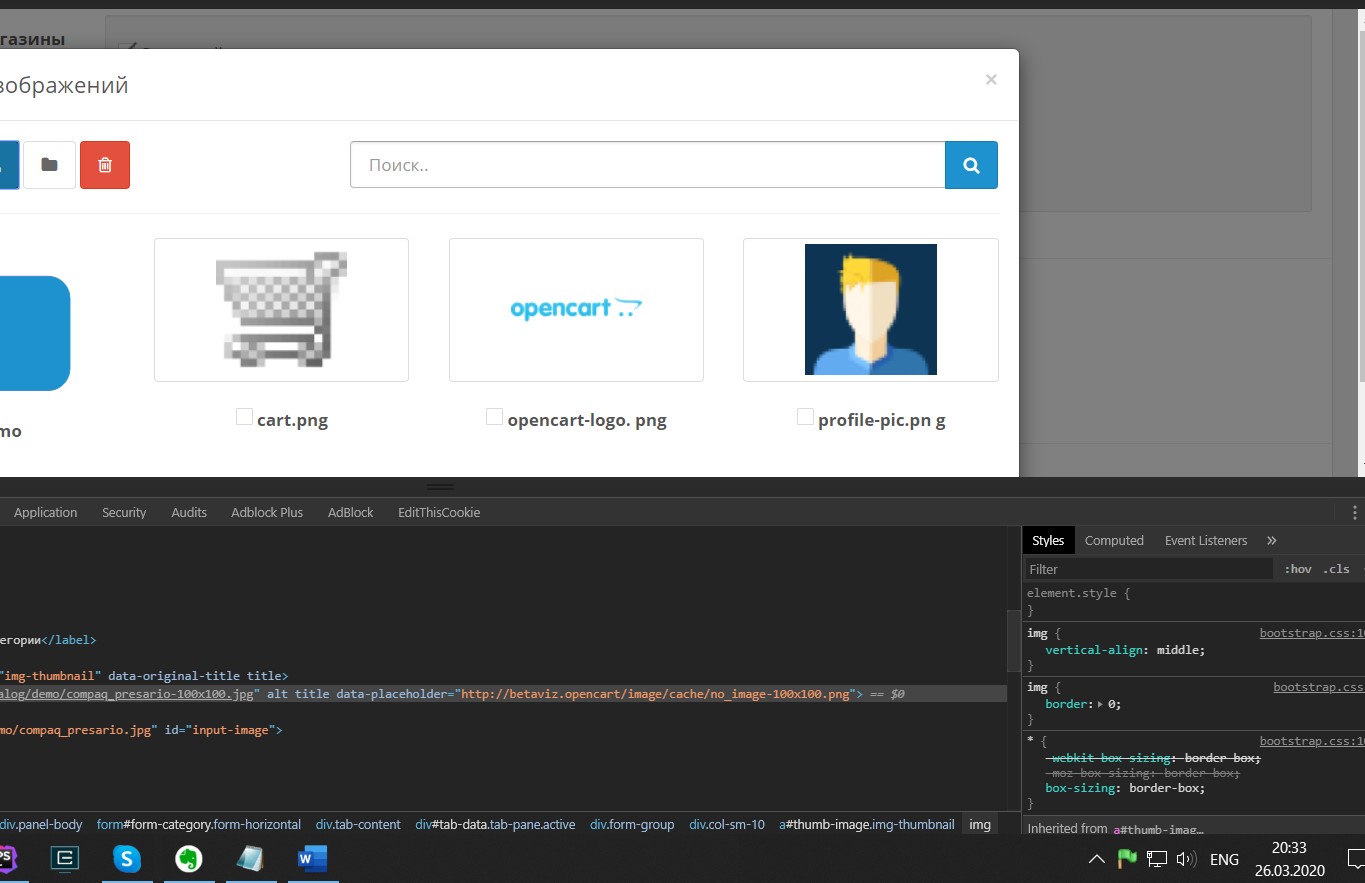 газины
зображений
×
Поиск..
opencart
mo
cart.png
opencart-logo. png
profile-pic.pn g
Application Security Audits Adblock Plus AdBlock EditThisCookie
Styles Computed Event Listeners »
Filter :hov .cls
element.style {
}
егории</label>
img { bootstrap.css:10
vertical-align: middle;
}
"img-thumbnail" data-original-title title>
alog/demo/compaq_presario-100x100.jpg" alt title data-placeholder="http://betaviz.opencart/image/cache/no_image-100x100.png"> == $0
img { bootstrap.css
border: 0;
}
mo/compaq_presario.jpg" id="input-image">
* { bootstrap.css:10
-webkit-box-sizing: border-box;
-moz-box-sizing: border-box;
box-sizing: border-box;
}
div.panel-body form#form-category.form-horizontal div.tab-content div#tab-data.tab-pane.active div.form-group div.col-sm-10 a#thumb-image.img-thumbnail img
Inherited from a#thumb-imag…
PS E S W ENG 20:33
26.03.2020